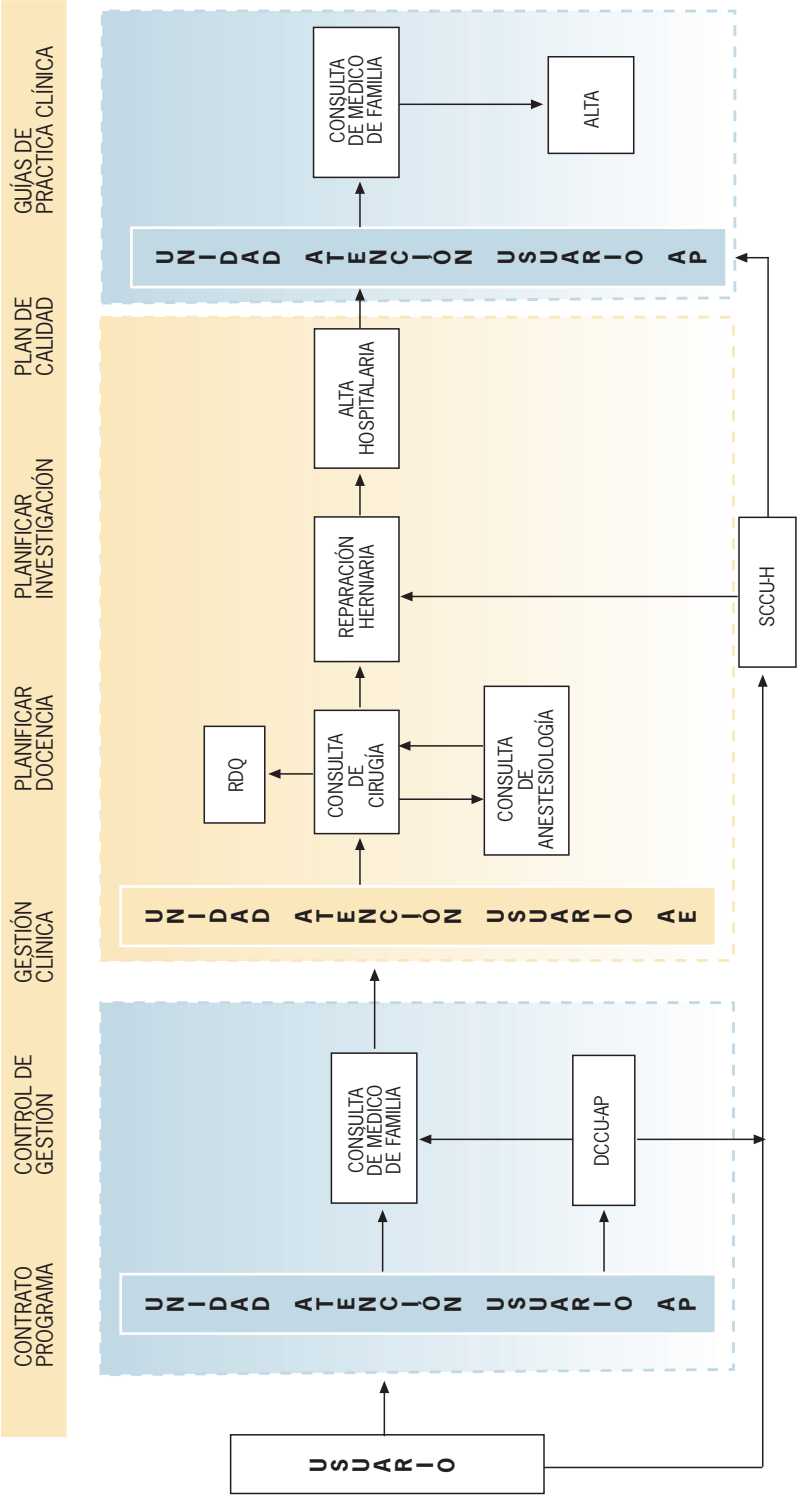 CONTRATO
PROGRAMA
CONTROL DE
GESTIÓN
GESTIÓN
CLÍNICA
PLANIFICAR
DOCENCIA
PLANIFICAR
INVESTIGACIÓN
PLAN DE
CALIDAD
GUÍAS DE
PRÁCTICA CLÍNICA
USUARIO
UNIDAD ATENCIÓN USUARIO AP
CONSULTA
DE MÉDICO
DE FAMILIA
DCCU-AP
UNIDAD ATENCIÓN USUARIO AE
RDQ
CONSULTA
DE
CIRUGÍA
CONSULTA
DE
ANESTESIOLOGÍA
REPARACIÓN
HERNIARIA
ALTA
HOSPITALARIA
SCCU-H
UNIDAD ATENCIÓN USUARIO AP
CONSULTA
DE MÉDICO
DE FAMILIA
ALTA